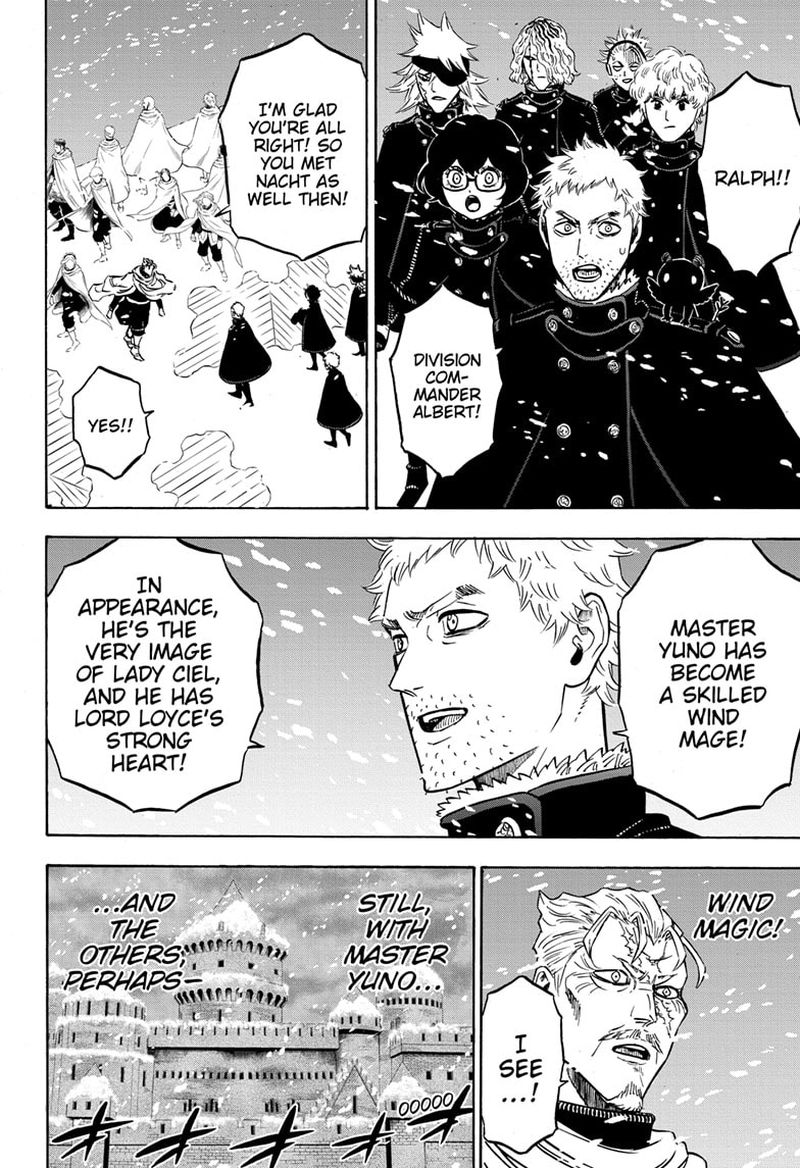 RALPH!!
DIVISION
COM-
MANDER
ALBERT!
I'M GLAD
YOU'RE ALL
RIGHT! SO
YOU MET
NACHT AS
WELL THEN!
YES!!
MASTER
YUNO HAS
BECOME
A SKILLED
WIND
MAGE!
IN
APPEARANCE,
HE'S THE
VERY IMAGE
OF LADY CIEL,
AND HE HAS
LORD LOYCE'S
STRONG
HEART!
WIND
MAGIC!
I
SEE
...!
STILL,
WITH
MASTER
YUNO...
...AND
THE
OTHERS,
PERHAPS—
OOOOO